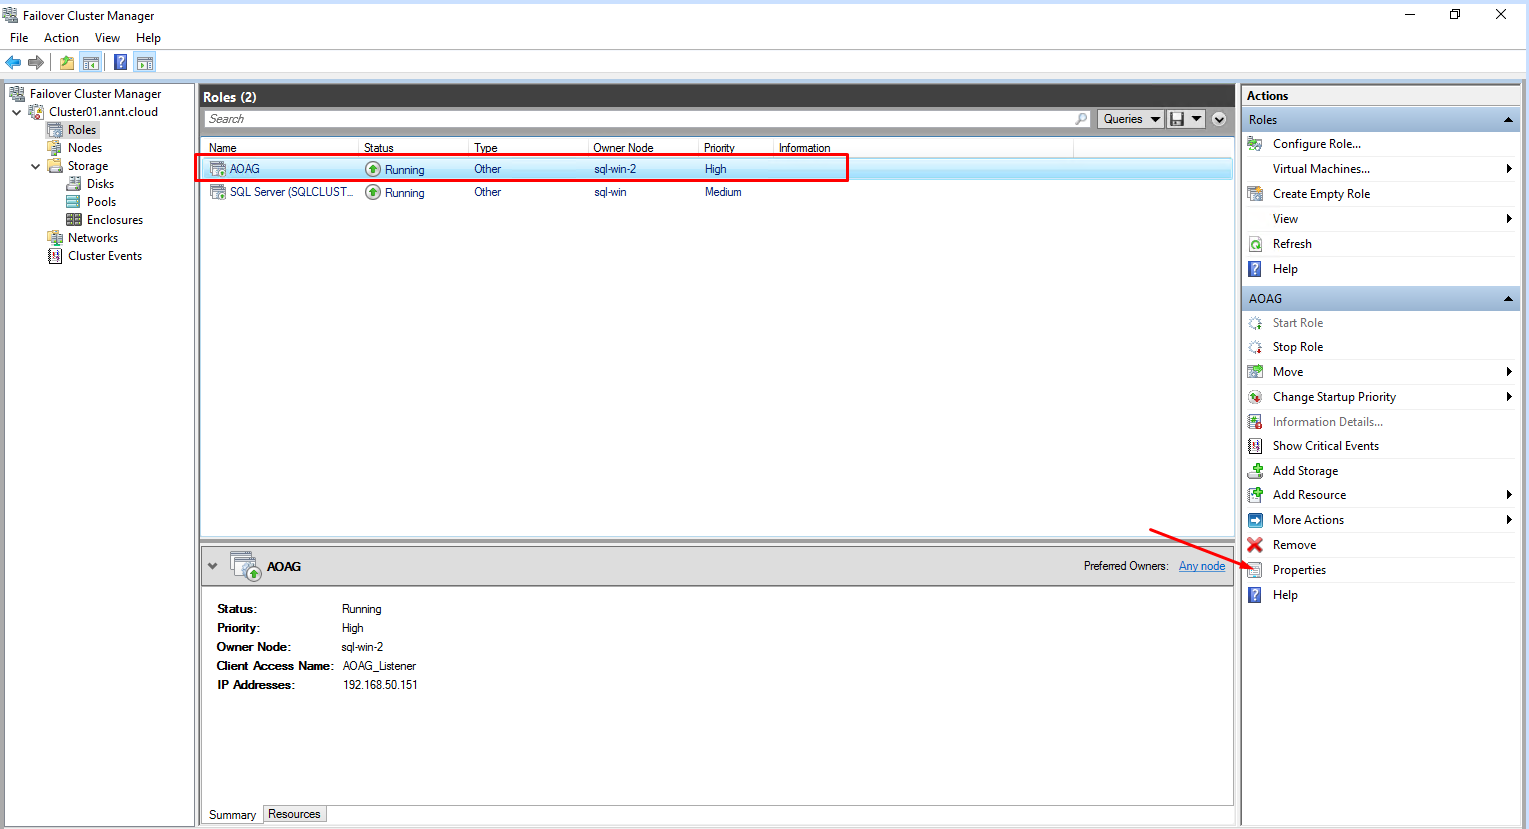 Failover Cluster Manager
File Action View Help
Failover Cluster Manager
Cluster01.annt.cloud
Roles
Nodes
Storage
Disks
Pools
Enclosures
Networks
Cluster Events
Roles (2)
Search
Queries
Name Status Type Owner Node Priority Information
AOAG Running Other sql-win-2 High
SQL Server (SQLCLUST... Running Other sql-win Medium
AOAG
Preferred Owners: Any node
Status: Running
Priority: High
Owner Node: sql-win-2
Client Access Name: AOAG_Listener
IP Addresses: 192.168.50.151
Summary Resources
Actions
Roles
Configure Role...
Virtual Machines...
Create Empty Role
View
Refresh
Help
AOAG
Start Role
Stop Role
Move
Change Startup Priority
Information Details...
Show Critical Events
Add Storage
Add Resource
More Actions
Remove
Properties
Help